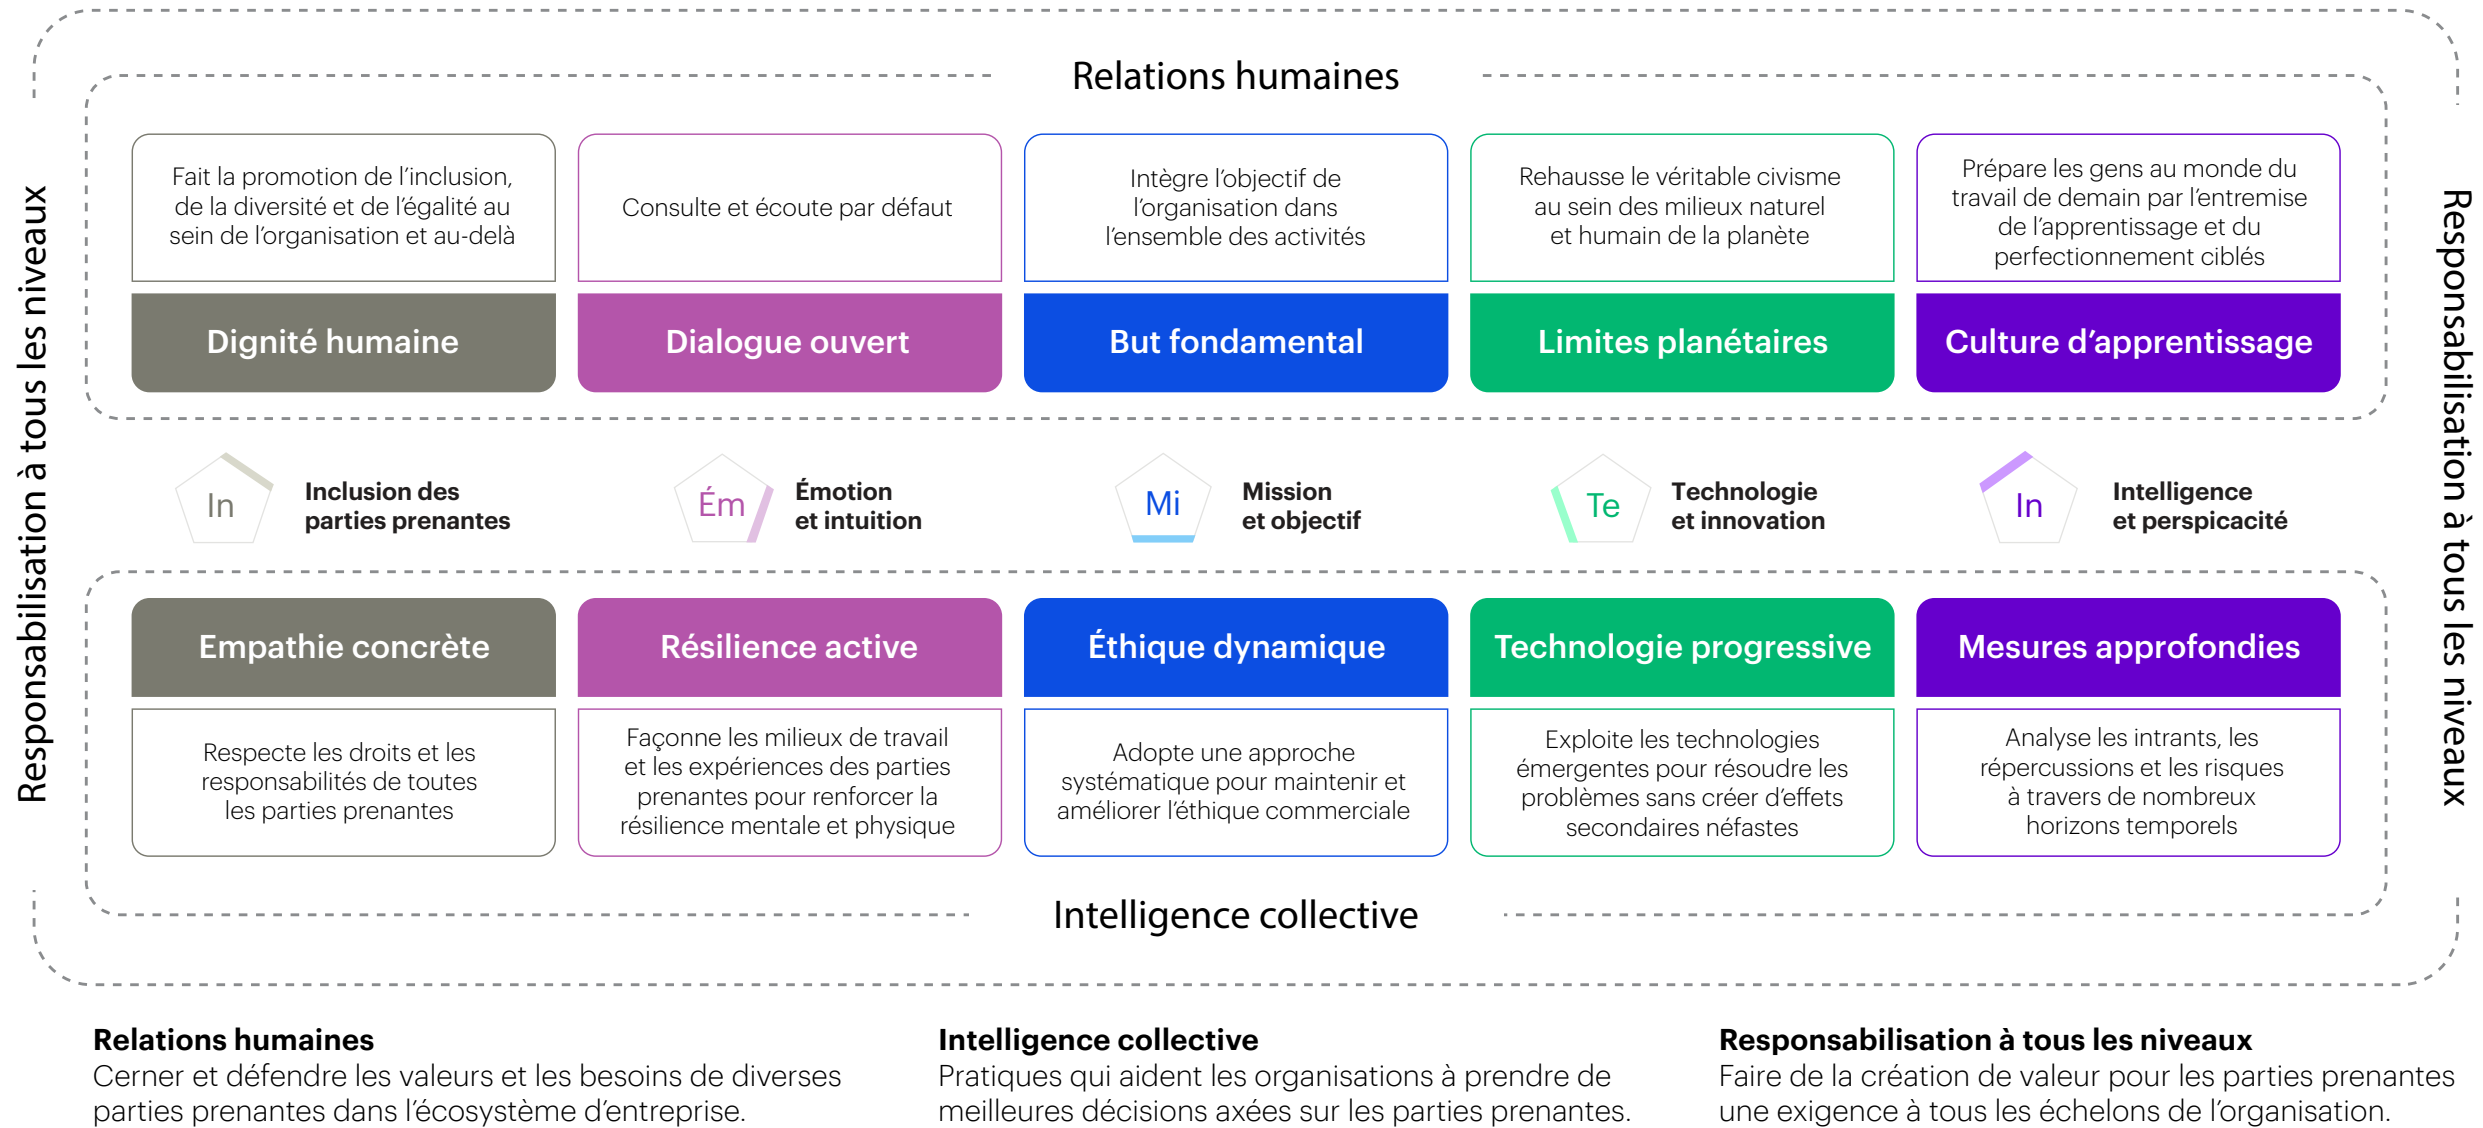 Relations humaines
Responsabilisation à tous les niveaux
Fait la promotion de l’inclusion,
de la diversité et de l’égalité au
sein de l’organisation et au-delà
Dignité humaine
Consulte et écoute par défaut
Dialogue ouvert
Intègre l’objectif de
l’organisation dans
l’ensemble des activités
But fondamental
Rehausse le véritable civisme
au sein des milieux naturel
et humain de la planète
Limites planétaires
Prépare les gens au monde du
travail de demain par l’entremise
de l’apprentissage et du
perfectionnement ciblés
Culture d’apprentissage
Responsabilisation à tous les niveaux
In
Inclusion des
parties prenantes
Ém
Émotion
et intuition
Mi
Mission
et objectif
Te
Technologie
et innovation
In
Intelligence
et perspicacité
Empathie concrète
Respecte les droits et les
responsabilités de toutes
les parties prenantes
Résilience active
Façonne les milieux de travail
et les expériences des parties
prenantes pour renforcer la
résilience mentale et physique
Éthique dynamique
Adopte une approche
systématique pour maintenir et
améliorer l’éthique commerciale
Technologie progressive
Exploite les technologies
émergentes pour résoudre les
problèmes sans créer d’effets
secondaires néfastes
Mesures approfondies
Analyse les intrants, les
répercussions et les risques
à travers de nombreux
horizons temporels
Intelligence collective
Relations humaines
Cerner et défendre les valeurs et les besoins de diverses
parties prenantes dans l’écosystème d’entreprise.
Intelligence collective
Pratiques qui aident les organisations à prendre de
meilleures décisions axées sur les parties prenantes.
Responsabilisation à tous les niveaux
Faire de la création de valeur pour les parties prenantes
une exigence à tous les échelons de l’organisation.